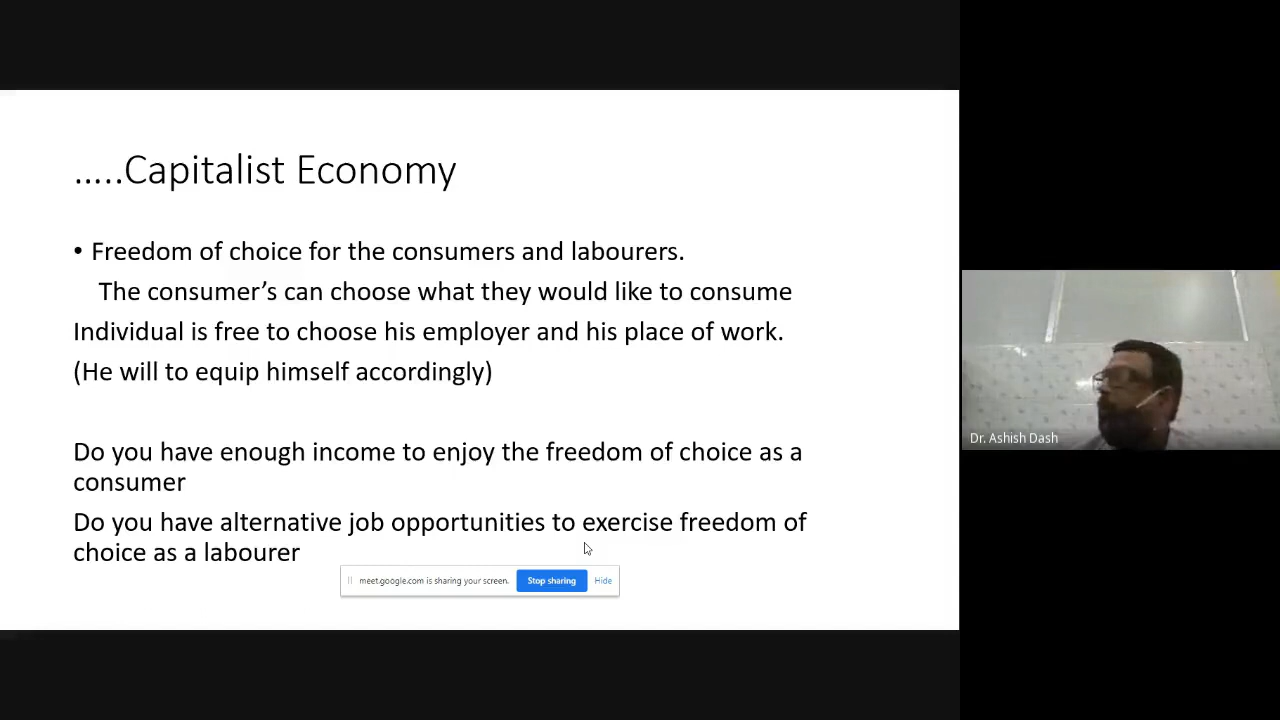 .....Capitalist Economy
• Freedom of choice for the consumers and labourers.
The consumer’s can choose what they would like to consume
Individual is free to choose his employer and his place of work.
(He will to equip himself accordingly)
Do you have enough income to enjoy the freedom of choice as a
consumer
Do you have alternative job opportunities to exercise freedom of
choice as a labourer
meet.google.com is sharing your screen. Stop sharing Hide
Dr. Ashish Dash